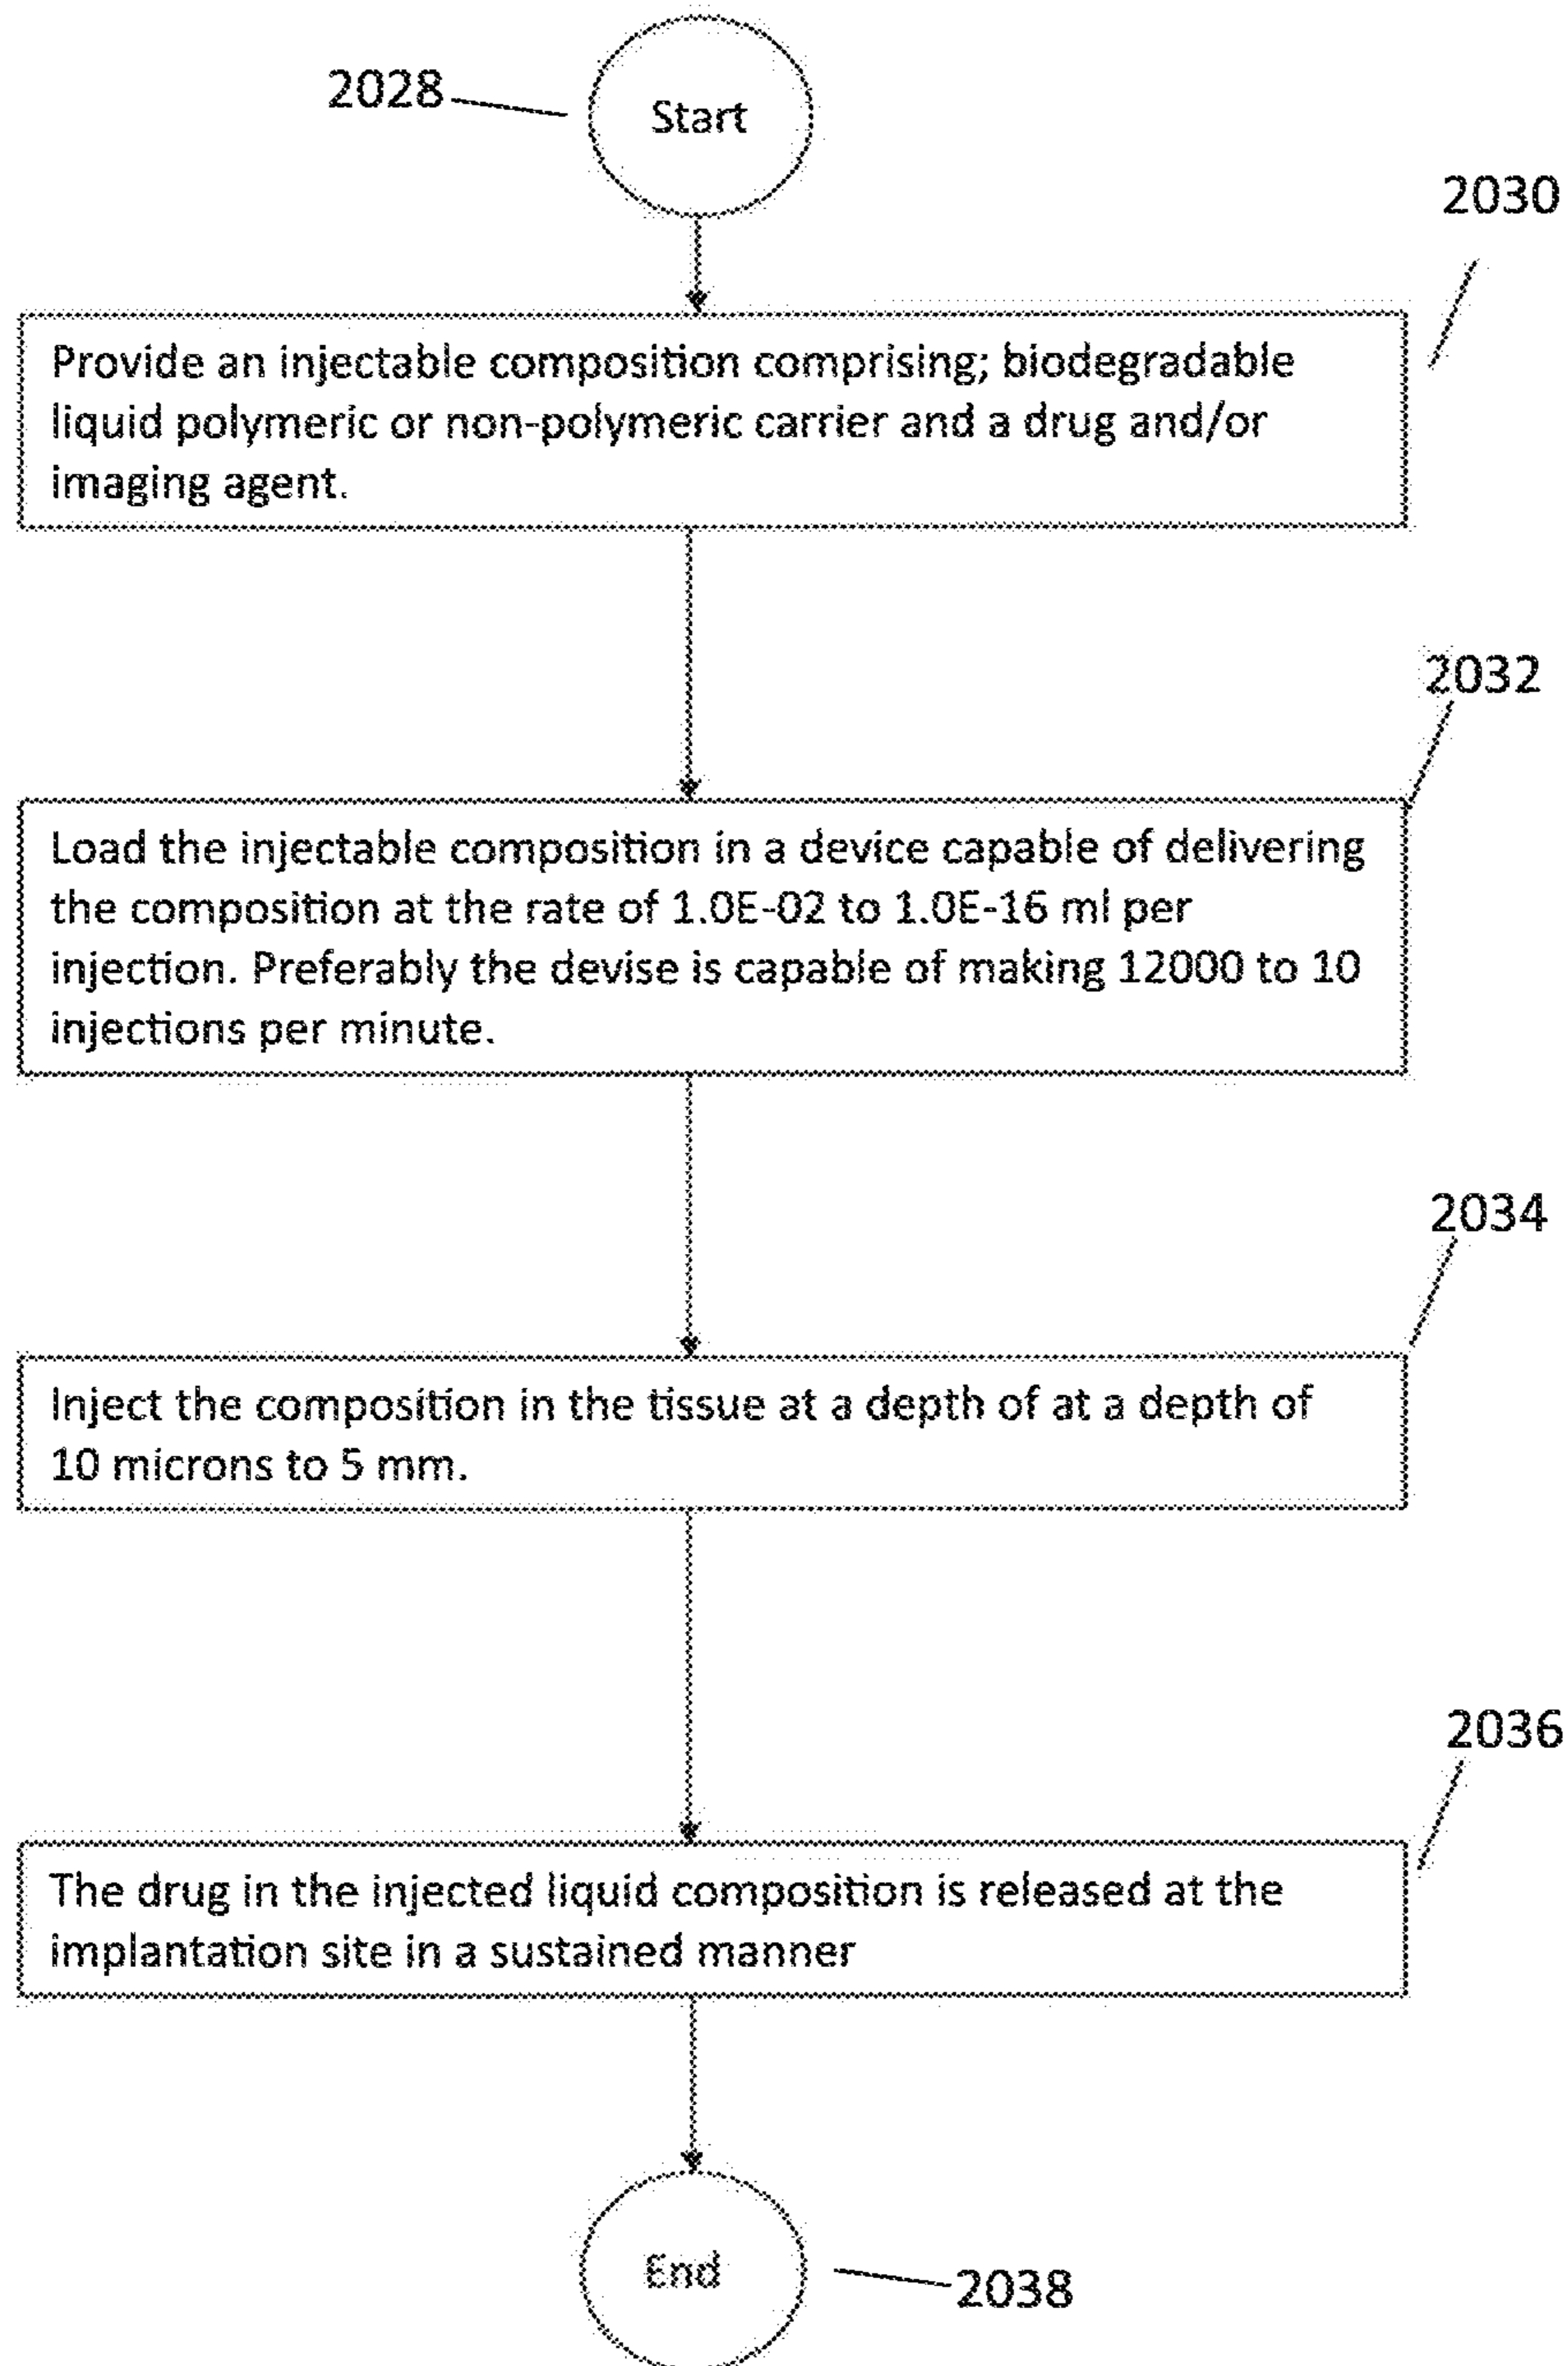 2028
Start
2030
Provide an injectable composition comprising; biodegradable
liquid polymeric or non-polymeric carrier and a drug and/or
imaging agent.
2032
Load the injectable composition in a device capable of delivering
the composition at the rate of 1.0E-02 to 1.0E-16 ml per
injection. Preferably the devise is capable of making 12000 to 10
injections per minute.
2034
Inject the composition in the tissue at a depth of at a depth of
10 microns to 5 mm.
2036
The drug in the injected liquid composition is released at the
implantation site in a sustained manner
End
2038